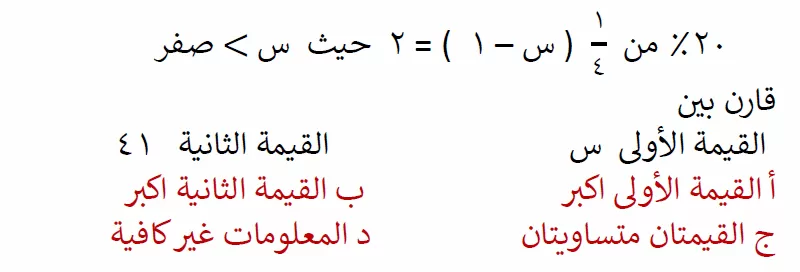 ٢٠٪ من ١/٤ ( س – ١ ) = ٢ حيث س > صفر
قارن بين
القيمة الأولى س القيمة الثانية ٤١
أ القيمة الأولى اكبر ب القيمة الثانية اكبر
ج القيمتان متساويتان د المعلومات غير كافية